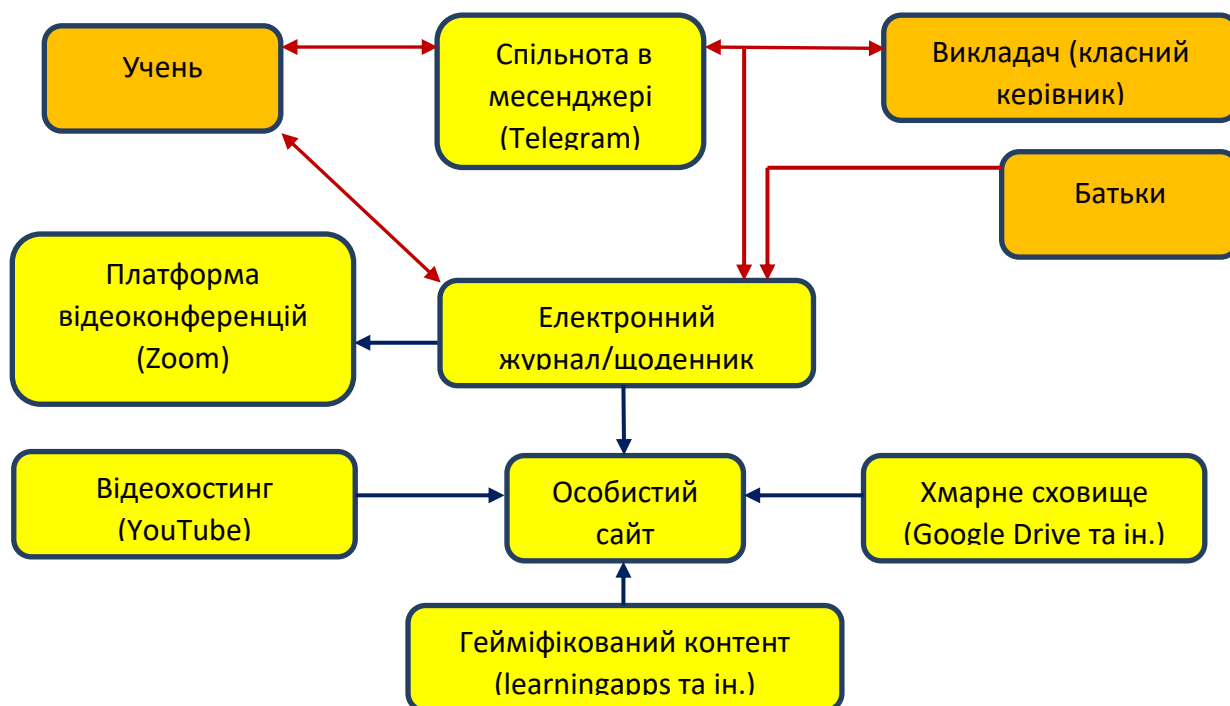 Учень
Спільнота в
месенджері
(Telegram)
Викладач (класний
керівник)
Батьки
Платформа
відеоконференцій
(Zoom)
Електронний
журнал/щоденник
Відеохостинг
(YouTube)
Особистий
сайт
Хмарне сховище
(Google Drive та ін.)
Гейміфікований контент
(learningapps та ін.)